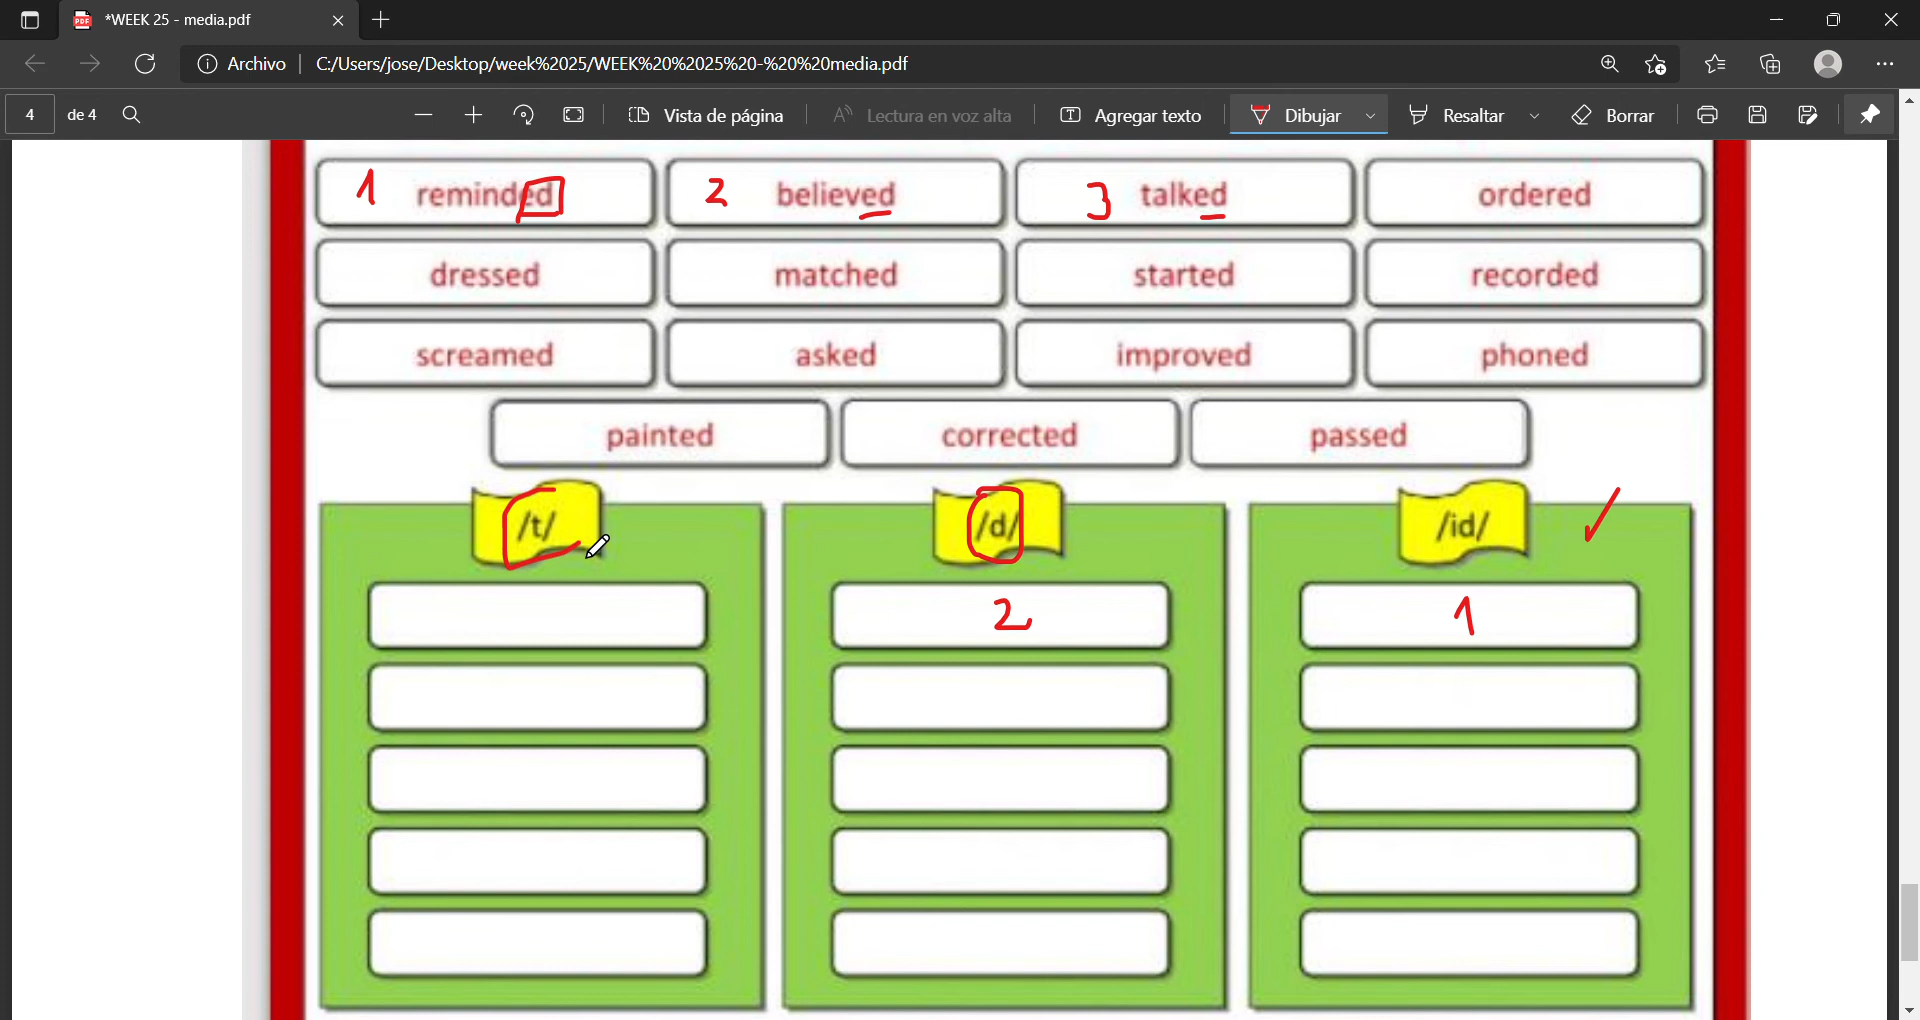 *WEEK 25 - media.pdf
Archivo C:/Users/jose/Desktop/week%2025/WEEK%20%2025%20-%20%20media.pdf
4 de 4 Vista de página Lectura en voz alta Agregar texto Dibujar Resaltar Borrar
1 reminded 2 believed 3 talked ordered
dressed matched started recorded
screamed asked improved phoned
painted corrected passed
/t/ /d/ /id/
2 1